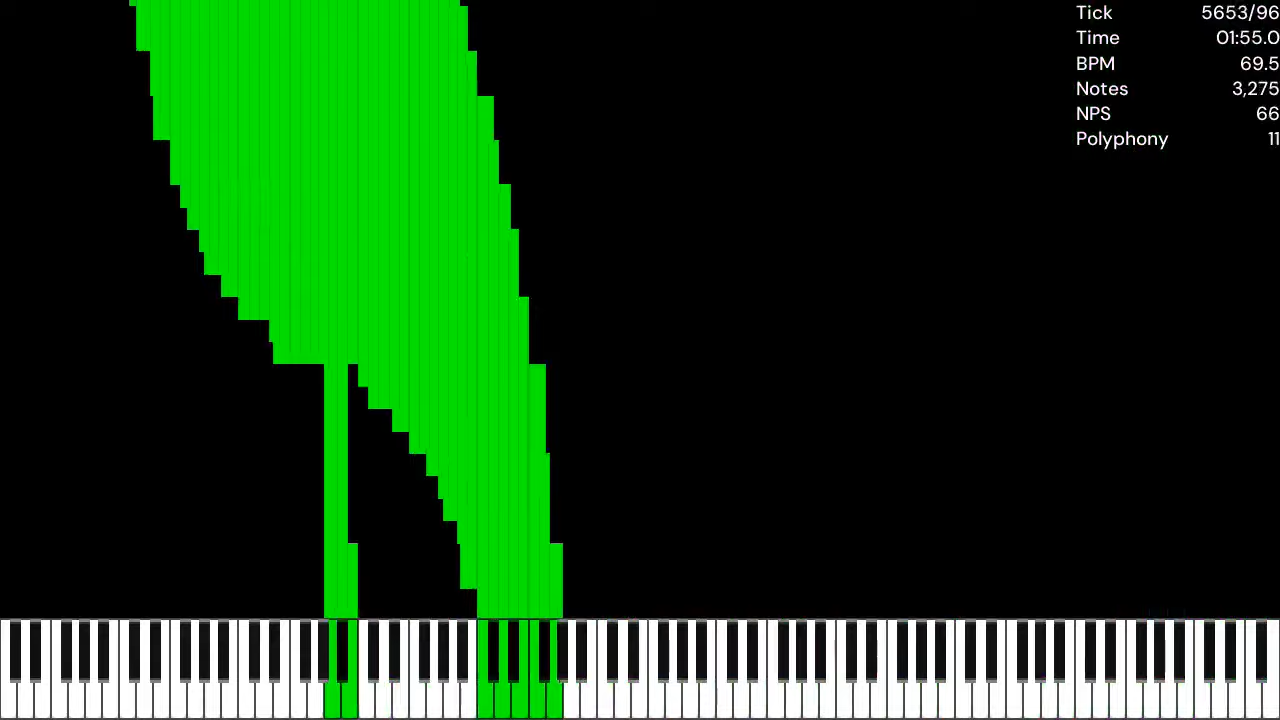 Tick 5653/96
Time 01:55.0
BPM 69.5
Notes 3,275
NPS 66
Polyphony 11